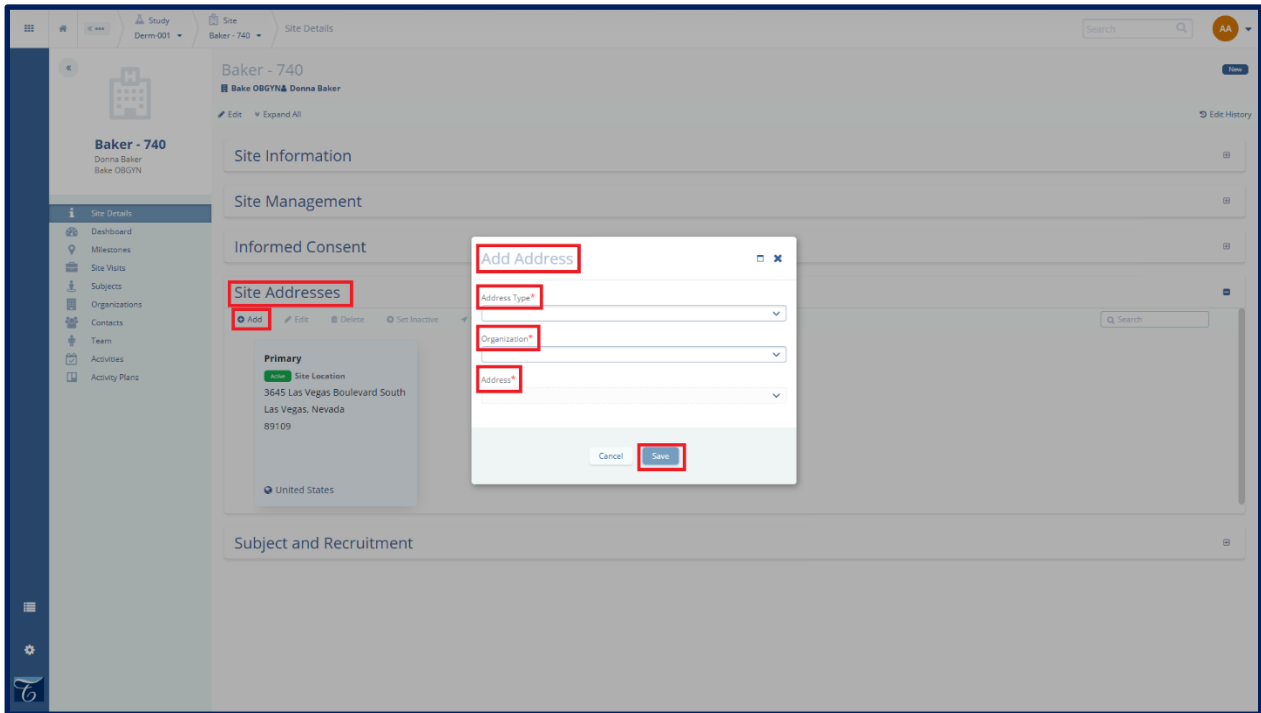 Study
Derm-001
Site
Baker - 740
Site Details
Search
AA
Baker - 740
Donna Baker
Bake OBGYN
Site Details
Dashboard
Milestones
Site Visits
Subjects
Organizations
Contacts
Team
Activities
Activity Plans
Baker - 740
New
Bake OBGYN Donna Baker
Edit Expand All
Edit History
Site Information
Site Management
Informed Consent
Site Addresses
Add Edit Delete Set Inactive
Search
Primary
Active Site Location
3645 Las Vegas Boulevard South
Las Vegas, Nevada
89109
United States
Add Address
Address Type*
Organization*
Address*
Cancel Save
Subject and Recruitment